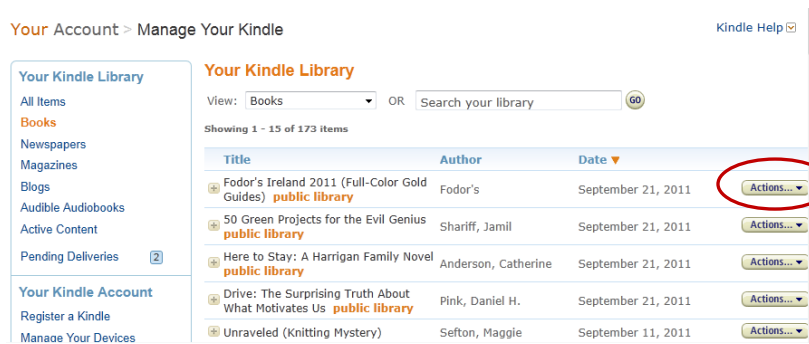 Your Account > Manage Your Kindle
Kindle Help
Your Kindle Library
All Items
Books
Newspapers
Magazines
Blogs
Audible Audiobooks
Active Content
Pending Deliveries 2
Your Kindle Account
Register a Kindle
Manage Your Devices
Your Kindle Library
View: Books OR Search your library GO
Showing 1 - 15 of 173 items
Title Author Date
Fodor's Ireland 2011 (Full-Color Gold
Guides) public library Fodor's September 21, 2011 Actions...
50 Green Projects for the Evil Genius
public library Shariff, Jamil September 21, 2011 Actions...
Here to Stay: A Harrigan Family Novel
public library Anderson, Catherine September 21, 2011 Actions...
Drive: The Surprising Truth About
What Motivates Us public library Pink, Daniel H. September 21, 2011 Actions...
Unraveled (Knitting Mystery) Sefton, Maggie September 11, 2011 Actions...